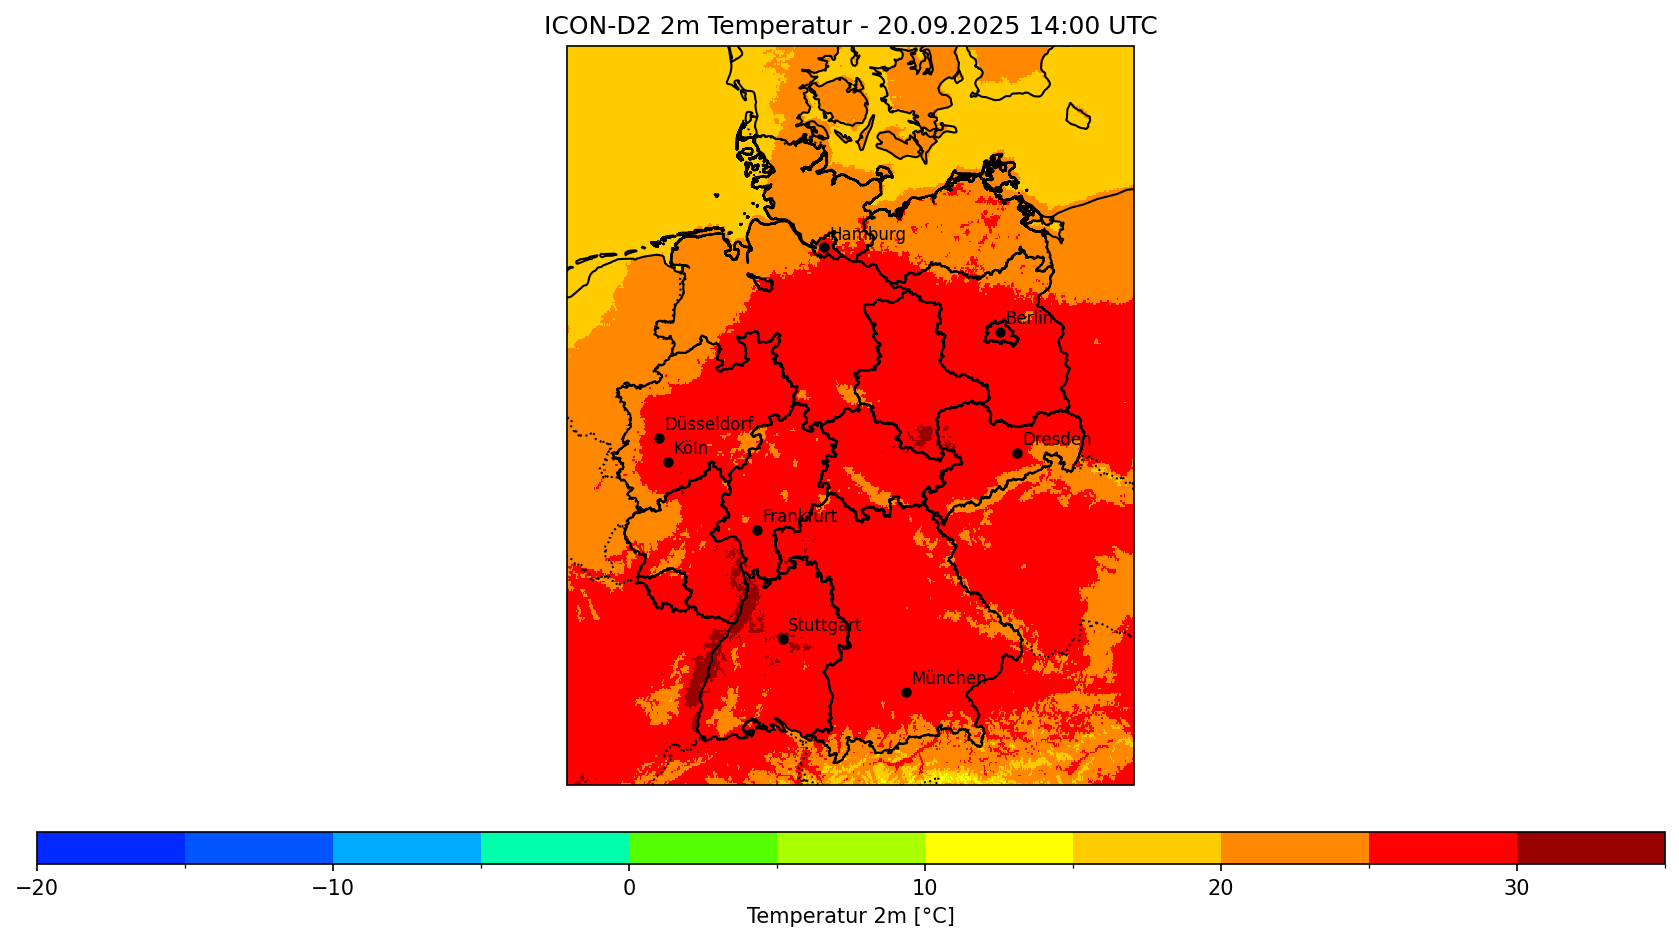 ICON-D2 2m Temperatur - 20.09.2025 14:00 UTC
Hamburg
Berlin
Düsseldorf
Dresden
Köln
Frankfurt
Stuttgart
München
−20 −10 0 10 20 30
Temperatur 2m [°C]